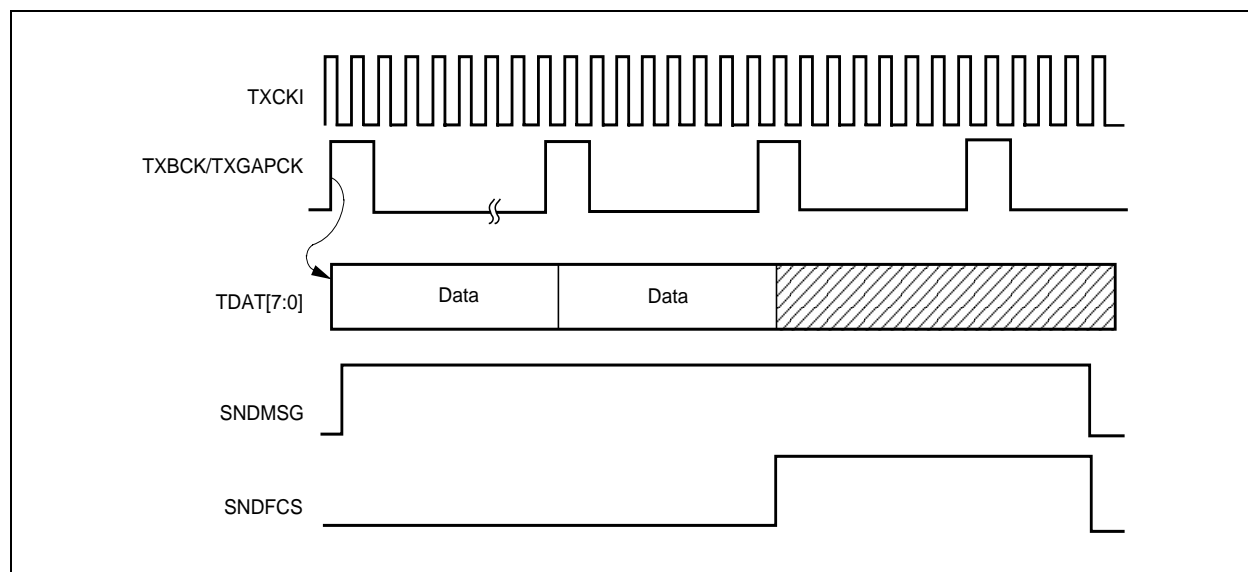 TXCKI
TXBCK/TXGAPCK
TDAT[7:0]
Data
Data
SNDMSG
SNDFCS